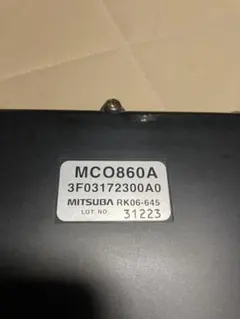 MCO860A
3F03172300A0
MITSUBA RK06-645
LOT NO. 31223